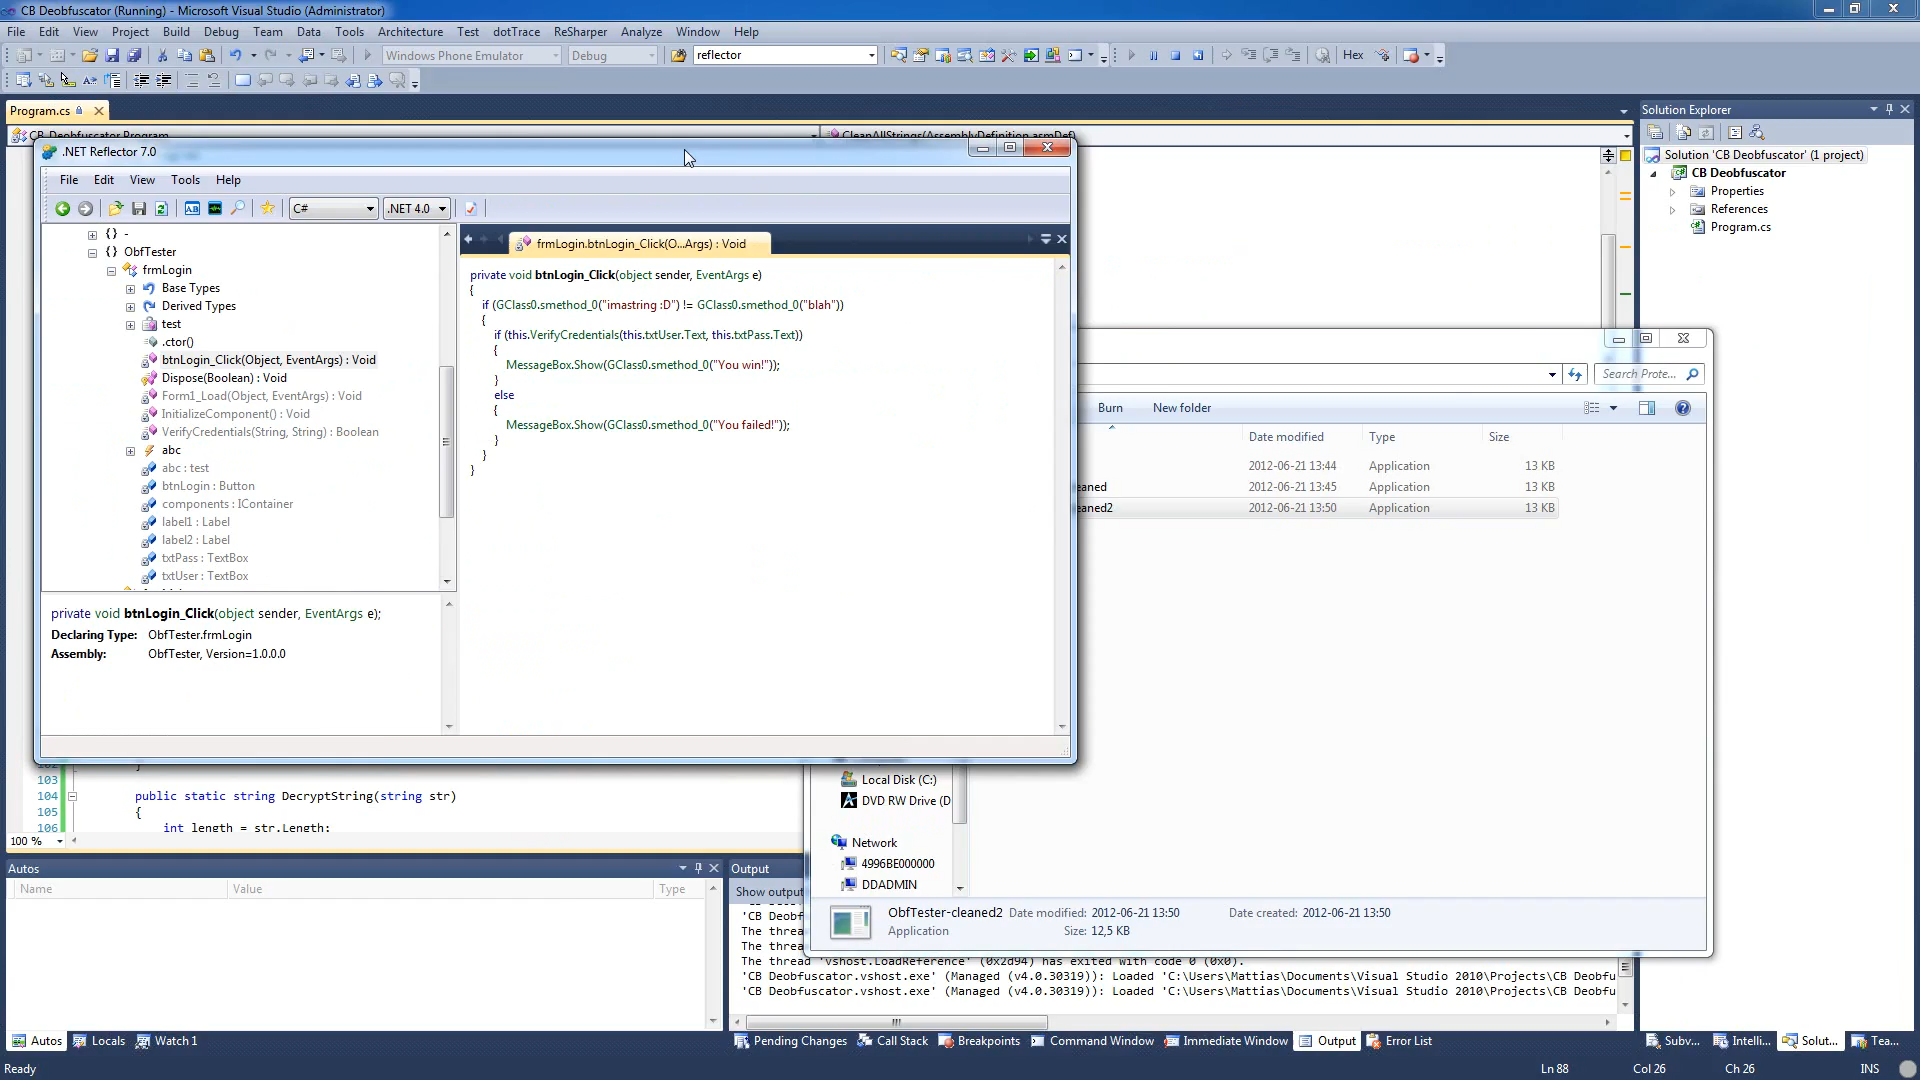 CB Deobfuscator (Running) - Microsoft Visual Studio (Administrator)
File Edit View Project Build Debug Team Data Tools Architecture Test dotTrace ReSharper Analyze Window Help
Windows Phone Emulator Debug reflector Hex
Program.cs
Solution Explorer
CB Deobfuscator.Program CleanAllStrings(AssemblyDefinition asmDef)
Solution 'CB Deobfuscator' (1 project)
CB Deobfuscator
Properties
References
Program.cs
.NET Reflector 7.0
File Edit View Tools Help
C# .NET 4.0
{} -
{} ObfTester
frmLogin
Base Types
Derived Types
test
.ctor()
btnLogin_Click(Object, EventArgs) : Void
Dispose(Boolean) : Void
Form1_Load(Object, EventArgs) : Void
InitializeComponent() : Void
VerifyCredentials(String, String) : Boolean
abc
abc : test
btnLogin : Button
components : IContainer
label1 : Label
label2 : Label
txtPass : TextBox
txtUser : TextBox
frmLogin.btnLogin_Click(O...Args) : Void
private void btnLogin_Click(object sender, EventArgs e)
{
if (GClass0.smethod_0("imastring :D") != GClass0.smethod_0("blah"))
{
if (this.VerifyCredentials(this.txtUser.Text, this.txtPass.Text))
{
MessageBox.Show(GClass0.smethod_0("You win!"));
}
else
{
MessageBox.Show(GClass0.smethod_0("You failed!"));
}
}
}
private void btnLogin_Click(object sender, EventArgs e);
Declaring Type: ObfTester.frmLogin
Assembly: ObfTester, Version=1.0.0.0
Search Prote...
Burn New folder
Date modified Type Size
2012-06-21 13:44 Application 13 KB
eaned 2012-06-21 13:45 Application 13 KB
eaned2 2012-06-21 13:50 Application 13 KB
Local Disk (C:)
DVD RW Drive (D
Network
4996BE000000
DDADMIN
ObfTester-cleaned2 Date modified: 2012-06-21 13:50 Date created: 2012-06-21 13:50
Application Size: 12,5 KB
103
104 public static string DecryptString(string str)
105 {
106 int length = str.Length;
100 %
Autos
Name Value Type
Output
Show output
'CB Deobf
The threa
The threa
The thread 'vshost.LoadReference' (0x2d94) has exited with code 0 (0x0).
'CB Deobfuscator.vshost.exe' (Managed (v4.0.30319)): Loaded 'C:\Users\Mattias\Documents\Visual Studio 2010\Projects\CB Deobfu
'CB Deobfuscator.vshost.exe' (Managed (v4.0.30319)): Loaded 'C:\Users\Mattias\Documents\Visual Studio 2010\Projects\CB Deobfu
Autos Locals Watch 1
Pending Changes Call Stack Breakpoints Command Window Immediate Window Output Error List
Subv... Intelli... Solut... Tea...
Ready Ln 88 Col 26 Ch 26 INS